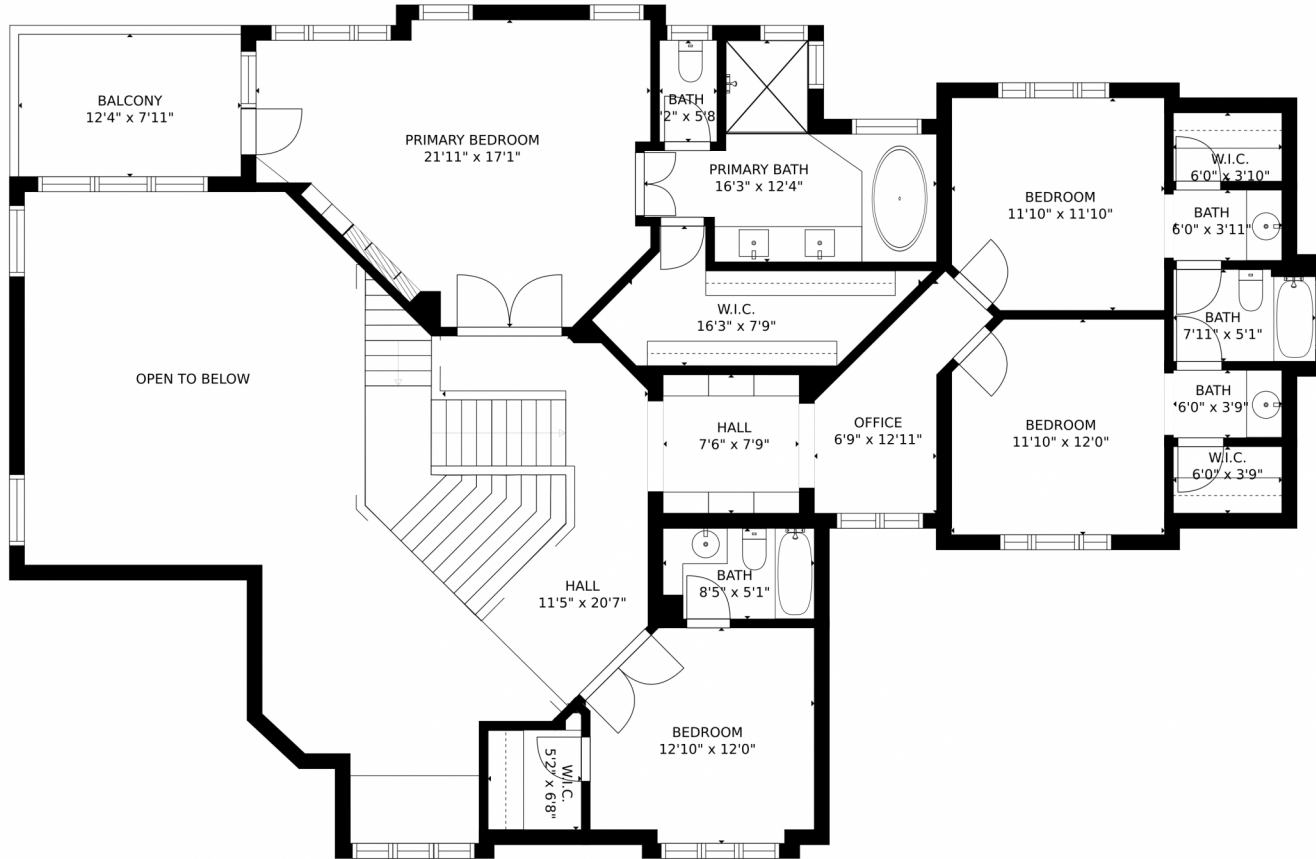 BALCONY
12'4" x 7'11"
PRIMARY BEDROOM
21'11" x 17'1"
BATH
'2" x 5'8
PRIMARY BATH
16'3" x 12'4"
BEDROOM
11'10" x 11'10"
W.I.C.
6'0" x 3'10"
BATH
6'0" x 3'11"
W.I.C.
16'3" x 7'9"
BATH
7'11" x 5'1"
OPEN TO BELOW
HALL
7'6" x 7'9"
OFFICE
6'9" x 12'11"
BEDROOM
11'10" x 12'0"
BATH
6'0" x 3'9"
W.I.C.
6'0" x 3'9"
HALL
11'5" x 20'7"
BATH
8'5" x 5'1"
BEDROOM
12'10" x 12'0"
W.I.C.
5'2" x 6'8"